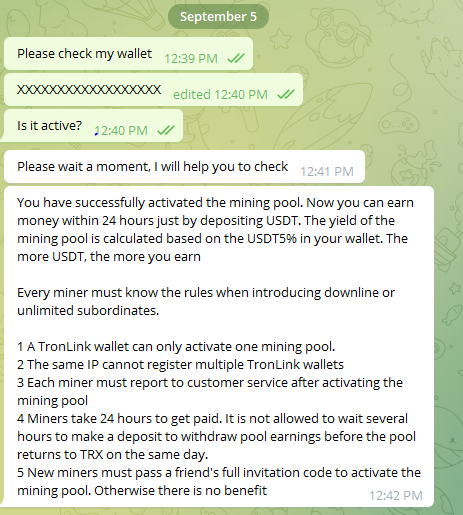 September 5
Please check my wallet 12:39 PM
XXXXXXXXXXXXXXXXXX edited 12:40 PM
Is it active? 12:40 PM
Please wait a moment, I will help you to check 12:41 PM
You have successfully activated the mining pool. Now you can earn
money within 24 hours just by depositing USDT. The yield of the
mining pool is calculated based on the USDT5% in your wallet. The
more USDT, the more you earn
Every miner must know the rules when introducing downline or
unlimited subordinates.
1 A TronLink wallet can only activate one mining pool.
2 The same IP cannot register multiple TronLink wallets
3 Each miner must report to customer service after activating the
mining pool
4 Miners take 24 hours to get paid. It is not allowed to wait several
hours to make a deposit to withdraw pool earnings before the pool
returns to TRX on the same day.
5 New miners must pass a friend's full invitation code to activate the
mining pool. Otherwise there is no benefit 12:42 PM